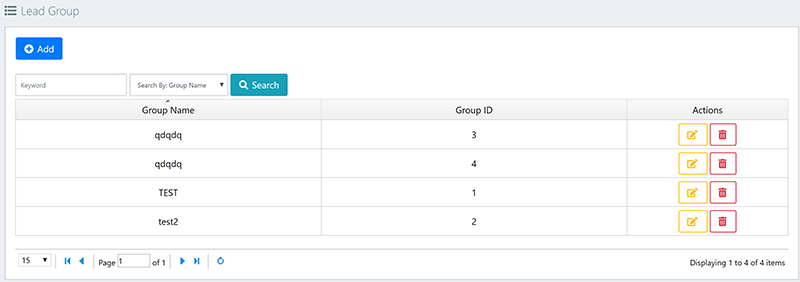 Lead Group
Add
Keyword Search By: Group Name Search
Group Name Group ID Actions
qdqdq 3
qdqdq 4
TEST 1
test2 2
15 Page 1 of 1 Displaying 1 to 4 of 4 items